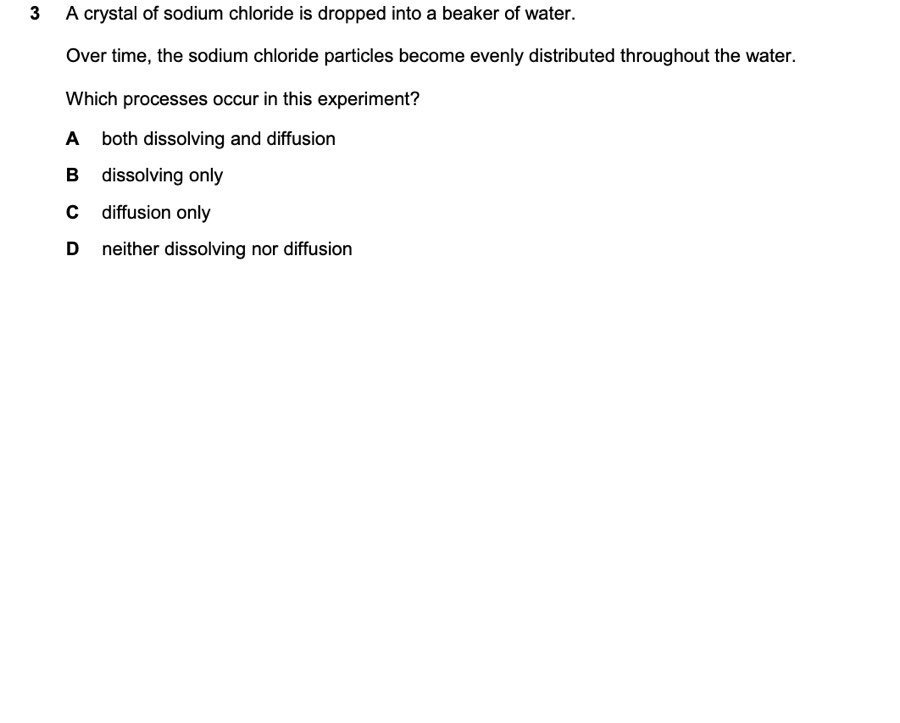 3 A crystal of sodium chloride is dropped into a beaker of water.
Over time, the sodium chloride particles become evenly distributed throughout the water.
Which processes occur in this experiment?
A both dissolving and diffusion
B dissolving only
C diffusion only
D neither dissolving nor diffusion